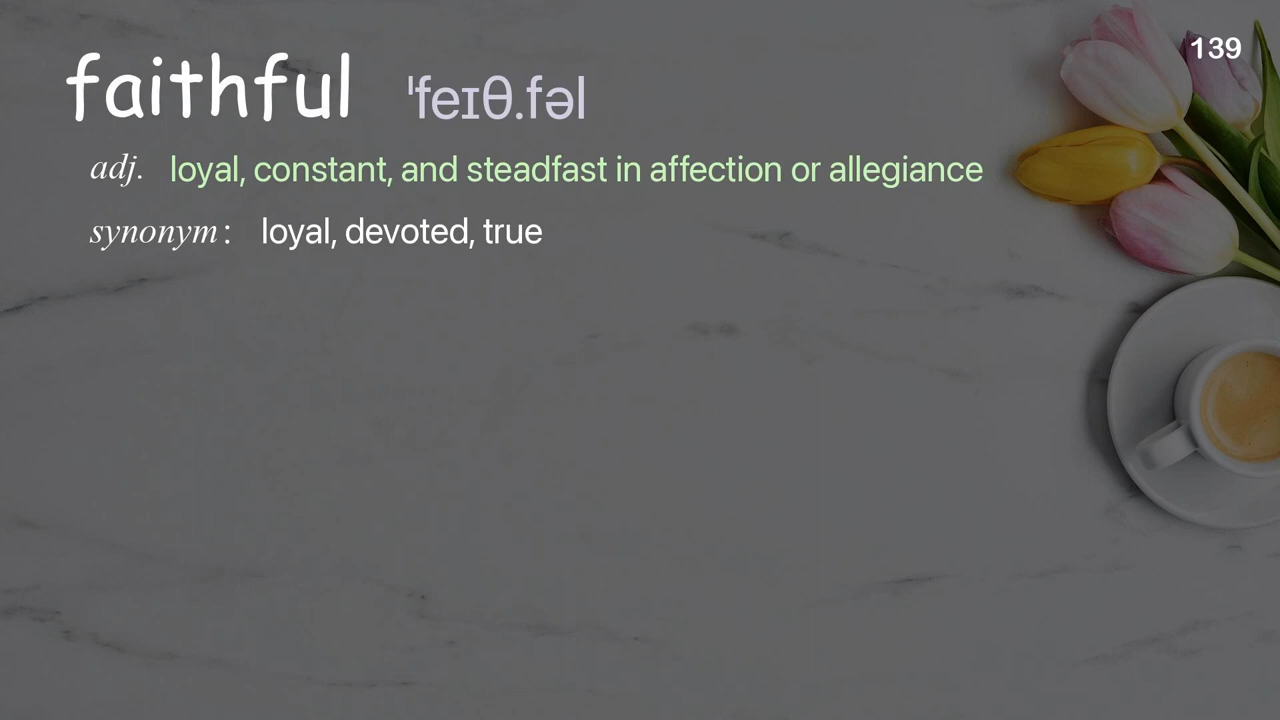 139
faithful ˈfeɪθ.fəl
adj. loyal, constant, and steadfast in affection or allegiance
synonym: loyal, devoted, true